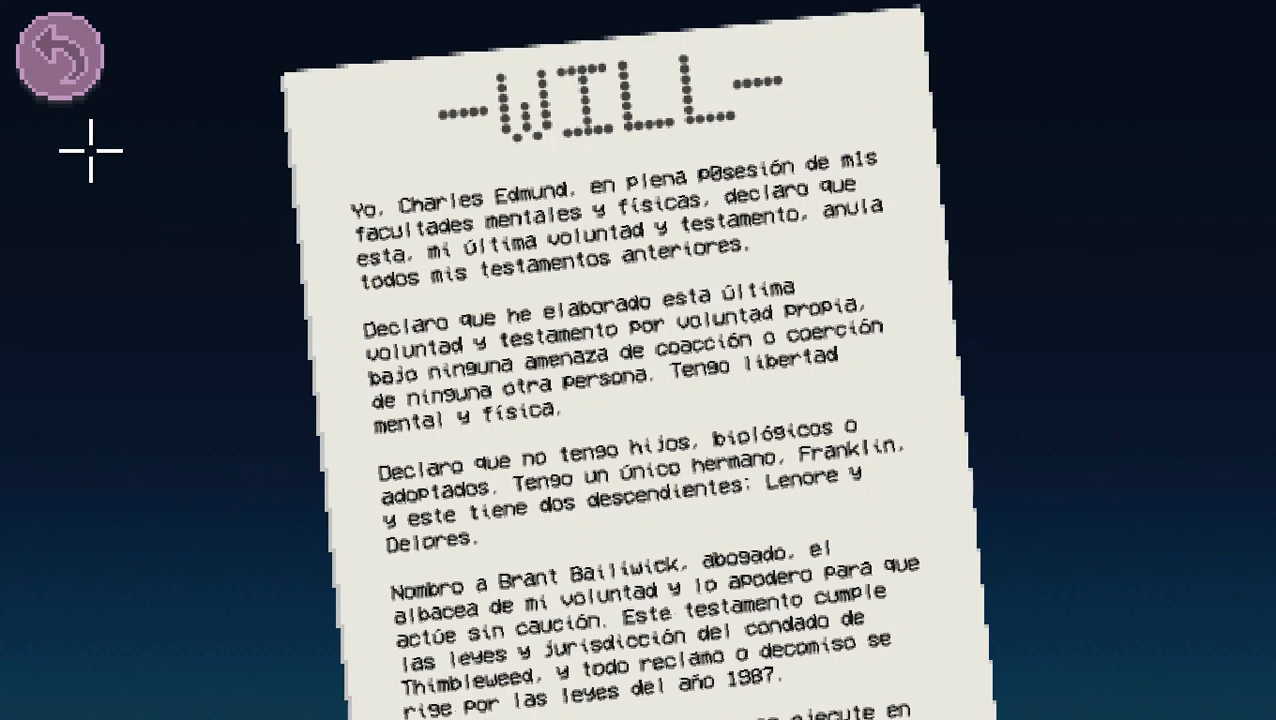 -WILL-
Yo, Charles Edmund, en plena p0sesión de m1s
facultades mentales y físicas, declaro que
esta, mi última voluntad y testamento, anula
todos mis testamentos anteriores.
Declaro que he elaborado esta última
voluntad y testamento por voluntad propia,
bajo ninguna amenaza de coacción o coerción
de ninguna otra persona. Tengo libertad
mental y física.
Declaro que no tengo hijos, biológicos o
adoptados. Tengo un único hermano, Franklin,
y este tiene dos descendientes: Lenore y
Delores.
Nombro a Brant Bailiwick, abogado, el
albacea de mi voluntad y lo apodero para que
actúe sin caución. Este testamento cumple
las leyes y jurisdicción del condado de
Thimbleweed, y todo reclamo o decomiso se
rige por las leyes del año 1987.
ejecute en